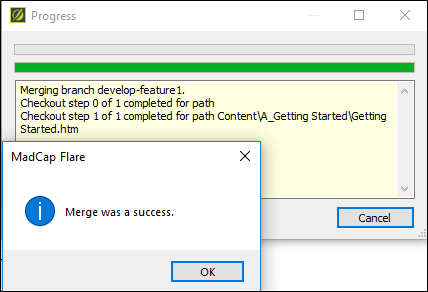 Progress
Merging branch develop-feature1.
Checkout step 0 of 1 completed for path
Checkout step 1 of 1 completed for path Content\A_Getting Started\Getting
Started.htm
MadCap Flare
Merge was a success.
Cancel
OK